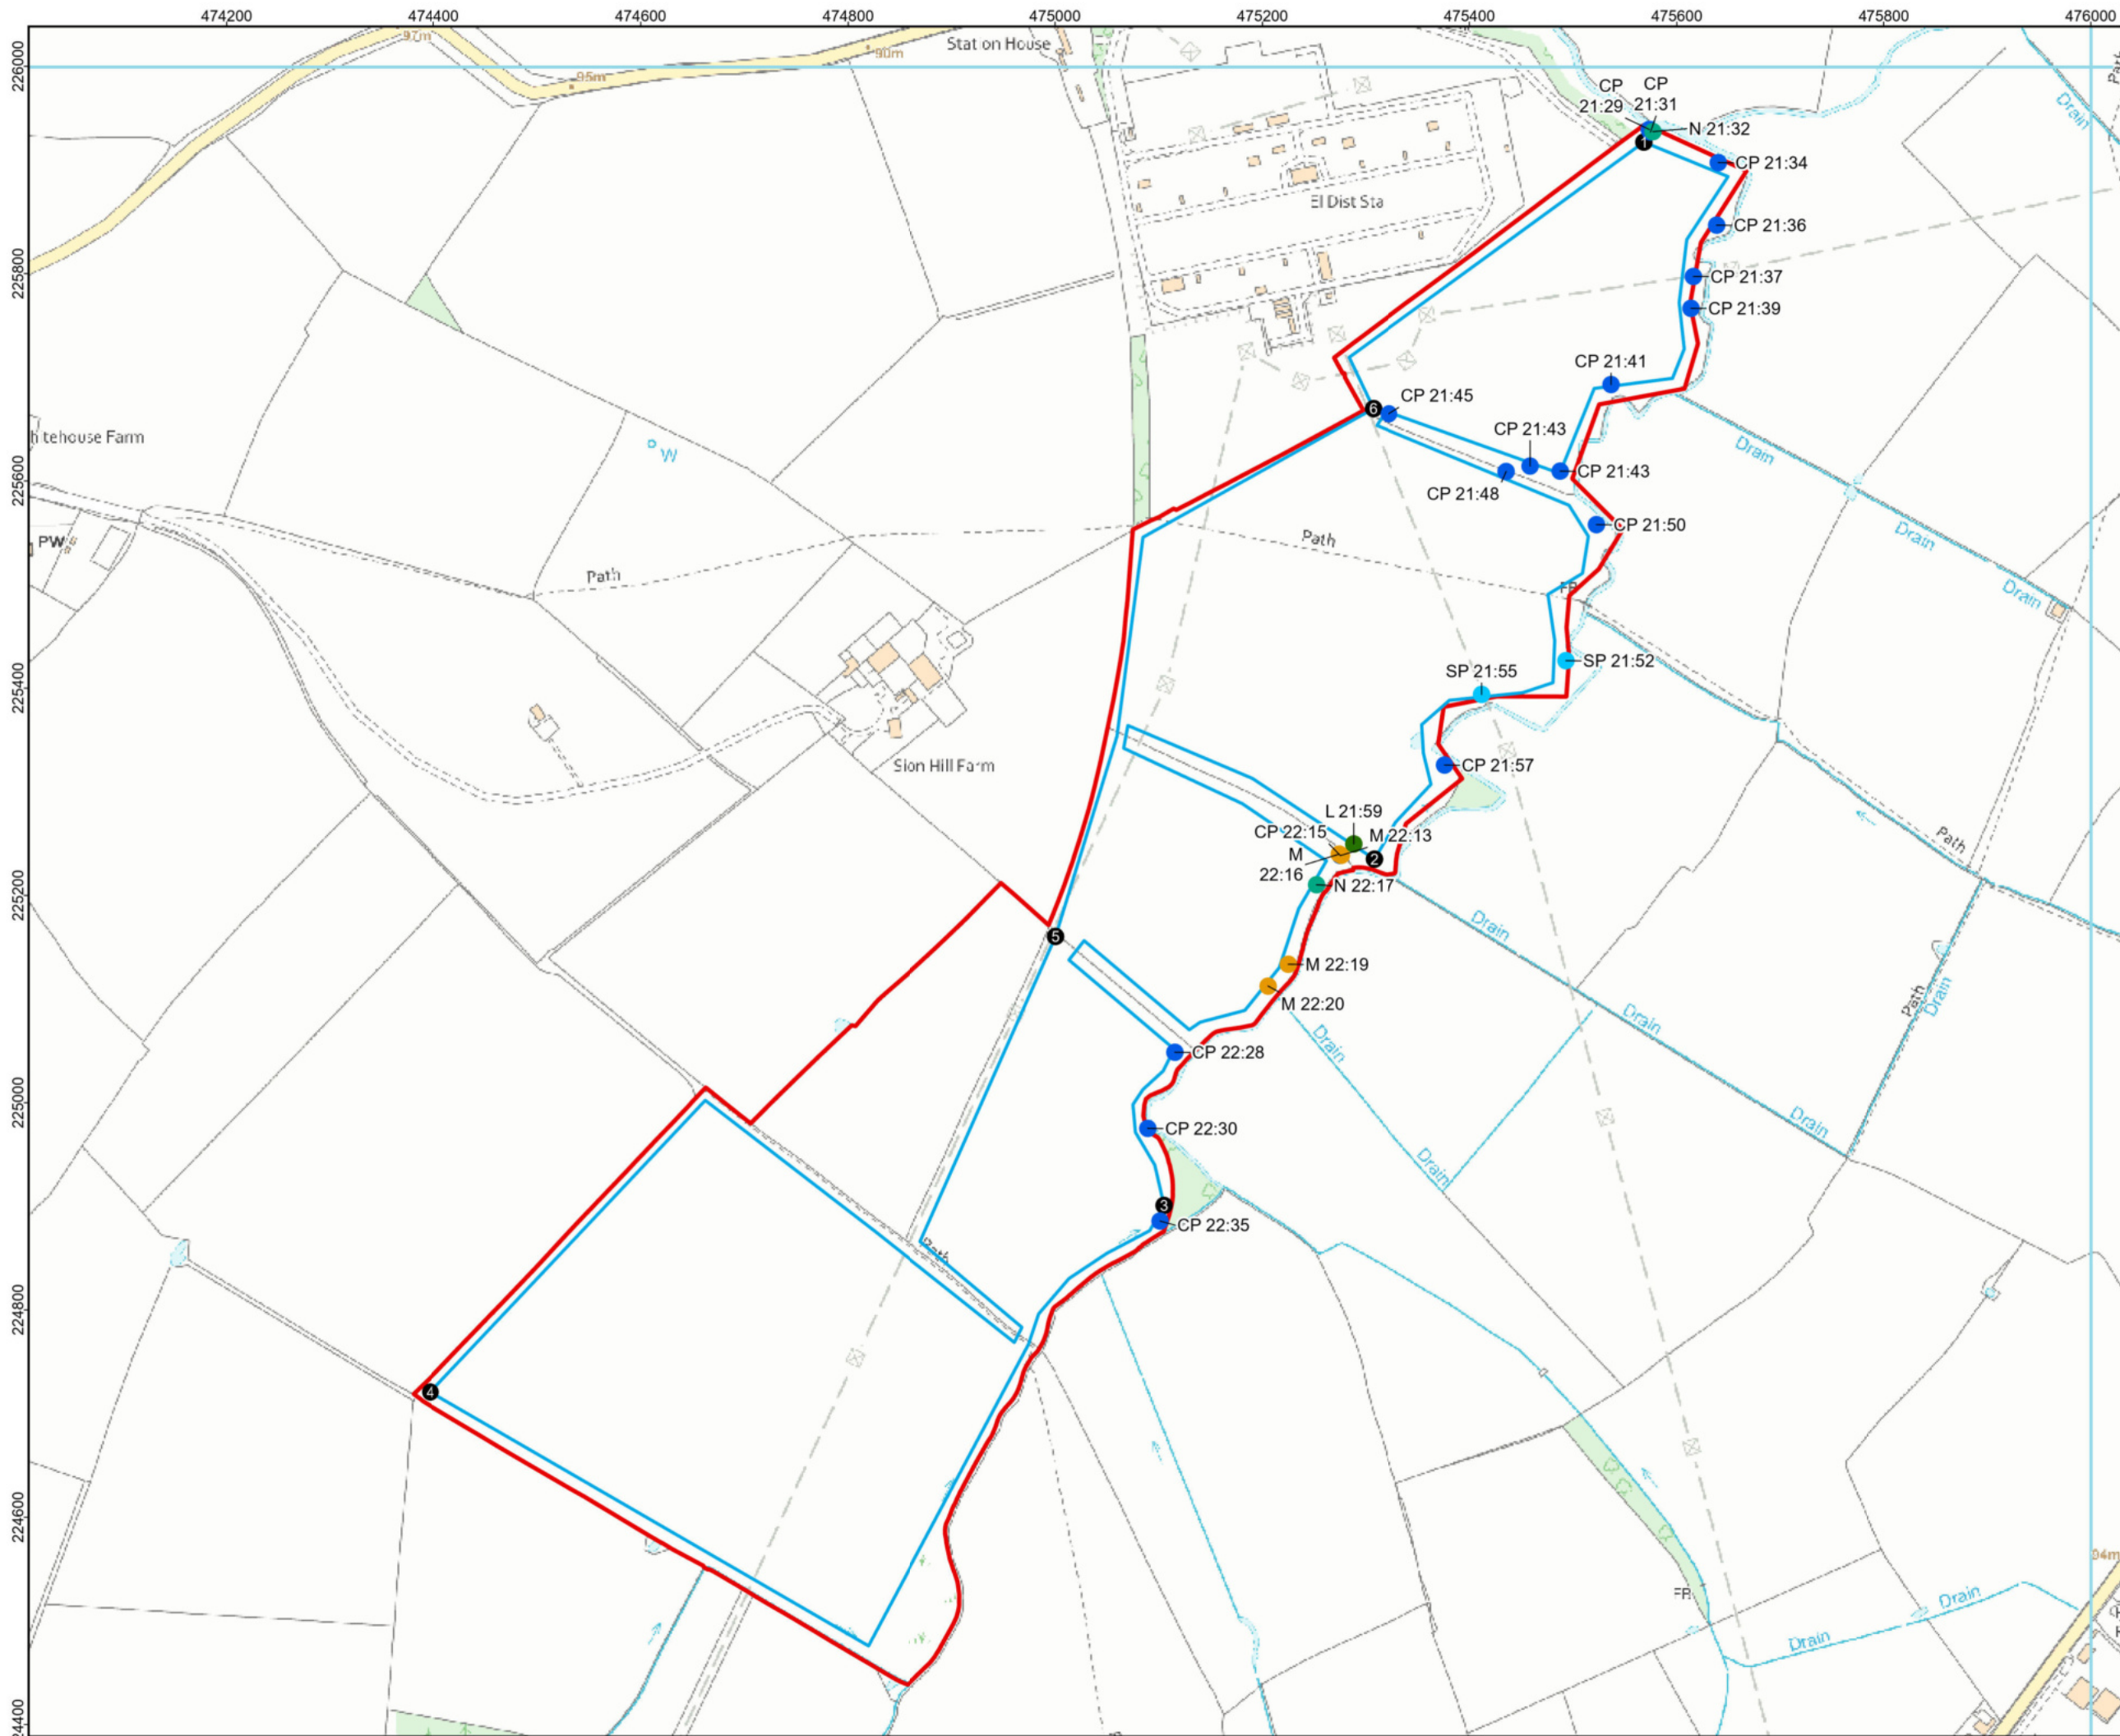 474200
474400
474600
474800
475000
475200
475400
475600
475800
476000
226000
225800
225600
225400
225200
225000
224800
224600
224400
97m
95m
90m
Station House
El Dist Sta
CP
21:29
CP
21:31
N 21:32
1
CP 21:34
CP 21:36
CP 21:37
CP 21:39
CP 21:41
CP 21:45
6
CP 21:43
CP 21:43
CP 21:48
CP 21:50
Drain
Path
Drain
Drain
Drain
Drain
hitehouse Farm
W
PW
Path
Path
FB
SP 21:52
SP 21:55
CP 21:57
Sion Hill Farm
L 21:59
CP 22:15
M 22:13
M
22:16
2
N 22:17
Path
Drain
5
M 22:19
M 22:20
Path
Drain
Drain
Drain
Drain
Drain
CP 22:28
CP 22:30
3
CP 22:35
Path
4
94m
FB
Drain
Drain